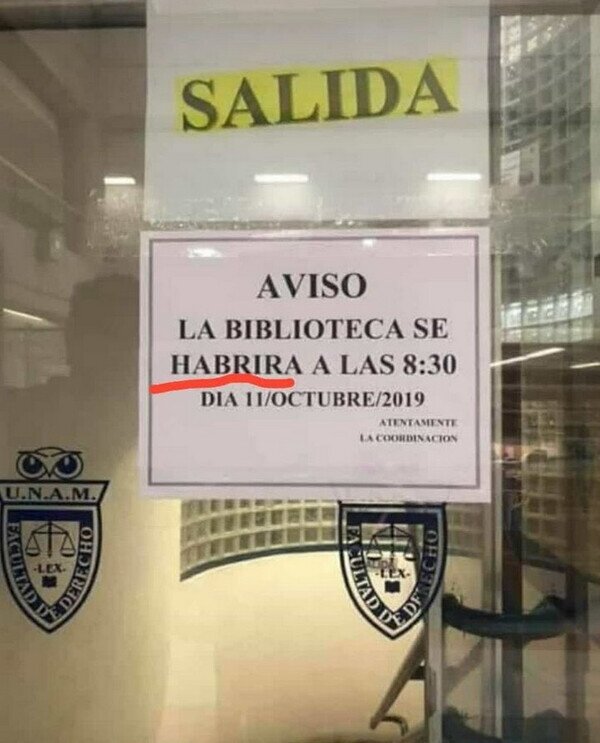 SALIDA
AVISO
LA BIBLIOTECA SE
HABRIRA A LAS 8:30
DIA 11/OCTUBRE/2019
ATENTAMENTE
LA COORDINACION
U.N.A.M.
FACULTAD DE DERECHO
-LEX-
FACULTAD DE DERECHO
-LEX-